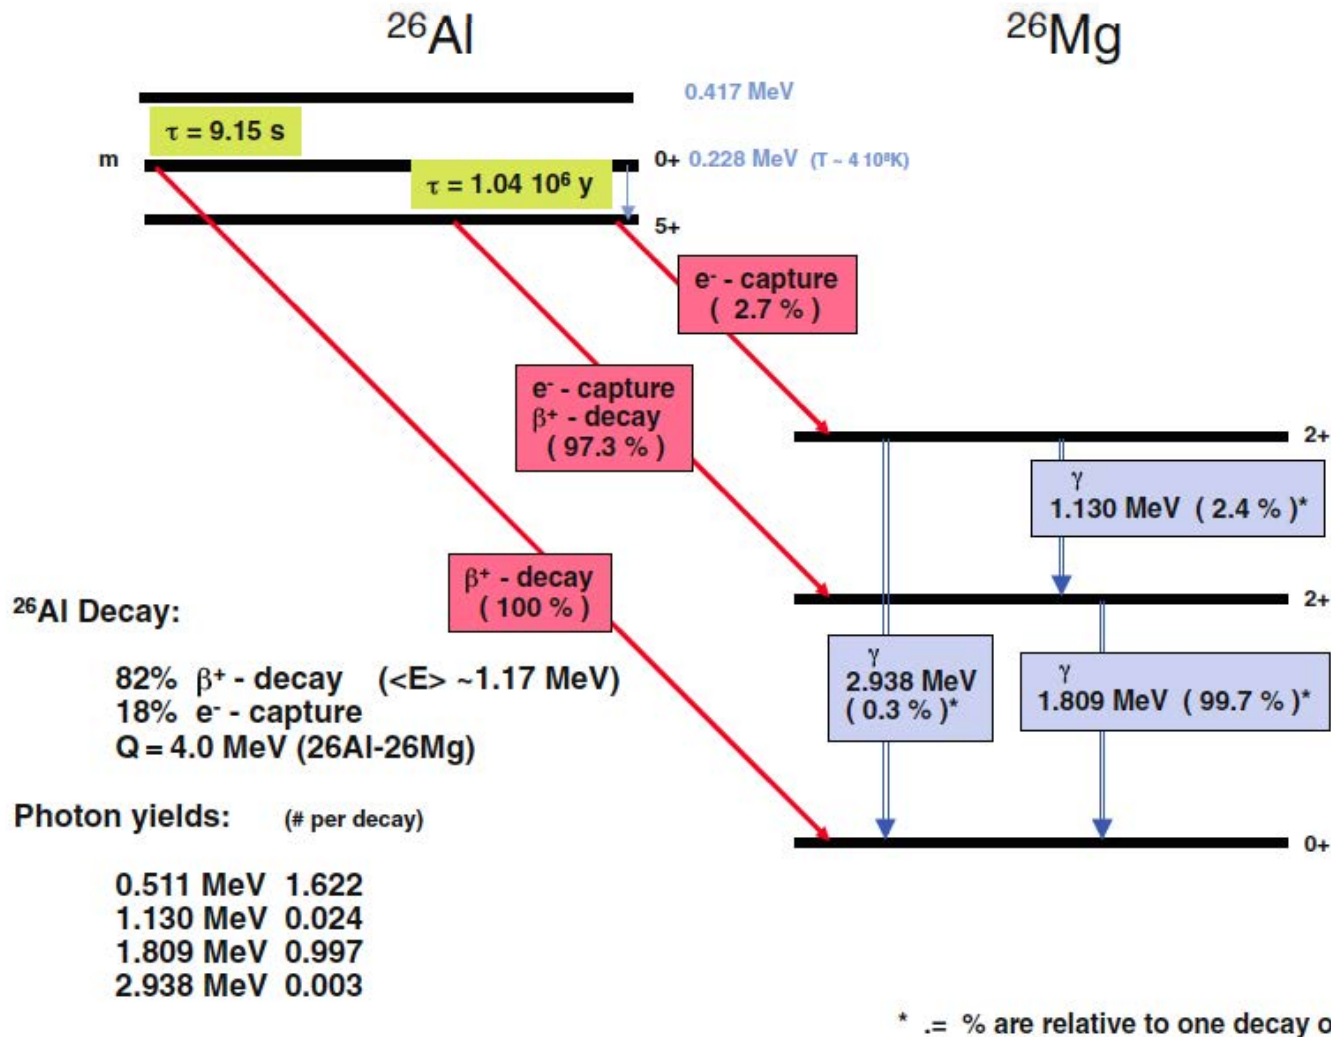 ²⁶Al
²⁶Mg
0.417 MeV
τ = 9.15 s
m
0+ 0.228 MeV (T ~ 4 10⁸K)
τ = 1.04 10⁶ y
5+
e⁻ - capture
( 2.7 % )
e⁻ - capture
β⁺ - decay
( 97.3 % )
2+
γ
1.130 MeV ( 2.4 % )*
β⁺ - decay
( 100 % )
2+
γ
2.938 MeV
( 0.3 % )*
γ
1.809 MeV ( 99.7 % )*
0+
²⁶Al Decay:
82% β⁺ - decay (<E> ~1.17 MeV)
18% e⁻ - capture
Q = 4.0 MeV (26Al-26Mg)
Photon yields: (# per decay)
0.511 MeV 1.622
1.130 MeV 0.024
1.809 MeV 0.997
2.938 MeV 0.003
* .= % are relative to one decay o